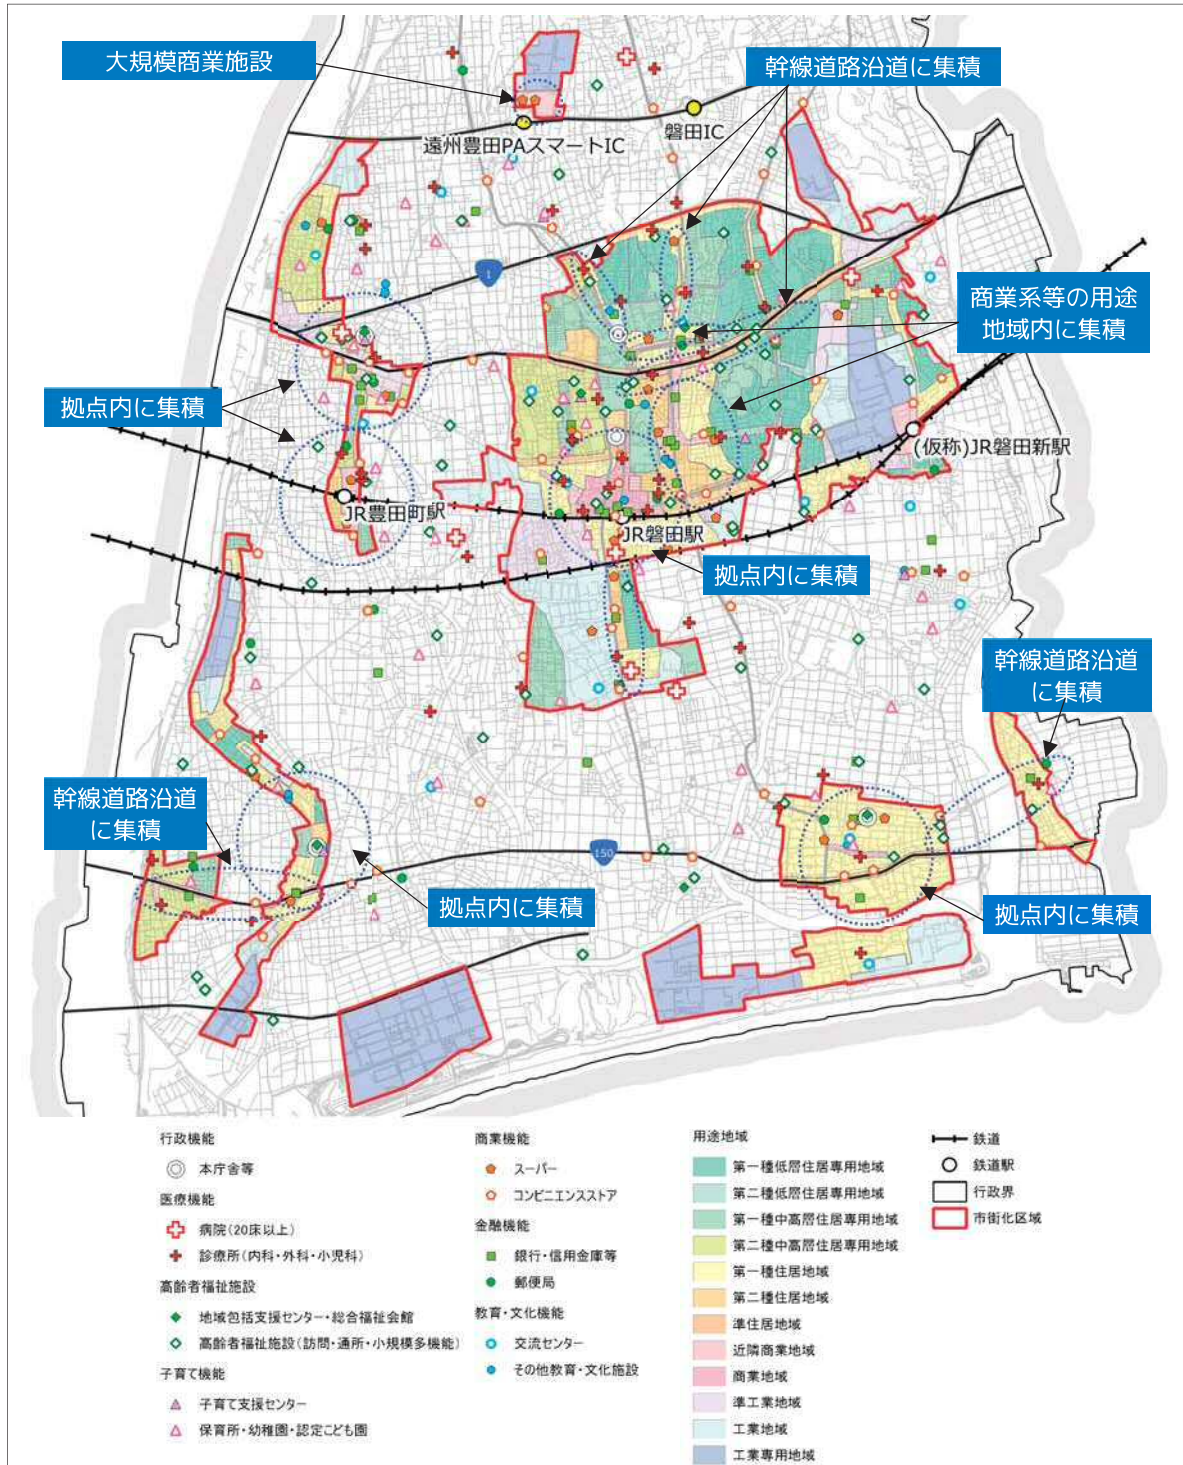 大規模商業施設
幹線道路沿道に集積
磐田IC
遠州豊田PAスマートIC
1
商業系等の用途
地域内に集積
拠点内に集積
(仮称)JR磐田新駅
JR豊田町駅
JR磐田駅
拠点内に集積
幹線道路沿道
に集積
幹線道路沿道
に集積
150
拠点内に集積
拠点内に集積
行政機能
本庁舎等
医療機能
病院(20床以上)
診療所(内科・外科・小児科)
高齢者福祉施設
地域包括支援センター・総合福祉会館
高齢者福祉施設(訪問・通所・小規模多機能)
子育て機能
子育て支援センター
保育所・幼稚園・認定こども園
商業機能
スーパー
コンビニエンスストア
金融機能
銀行・信用金庫等
郵便局
教育・文化機能
交流センター
その他教育・文化施設
用途地域
第一種低層住居専用地域
第二種低層住居専用地域
第一種中高層住居専用地域
第二種中高層住居専用地域
第一種住居地域
第二種住居地域
準住居地域
近隣商業地域
商業地域
準工業地域
工業地域
工業専用地域
鉄道
鉄道駅
行政界
市街化区域